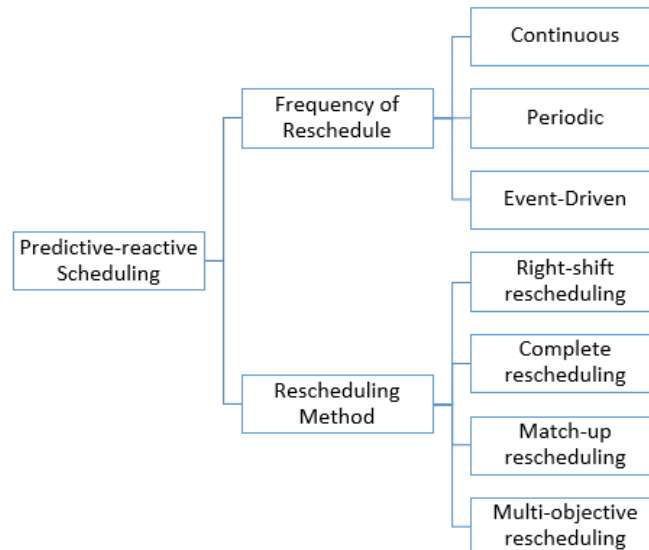 Predictive-reactive
Scheduling
Frequency of
Reschedule
Continuous
Periodic
Event-Driven
Rescheduling
Method
Right-shift
rescheduling
Complete
rescheduling
Match-up
rescheduling
Multi-objective
rescheduling